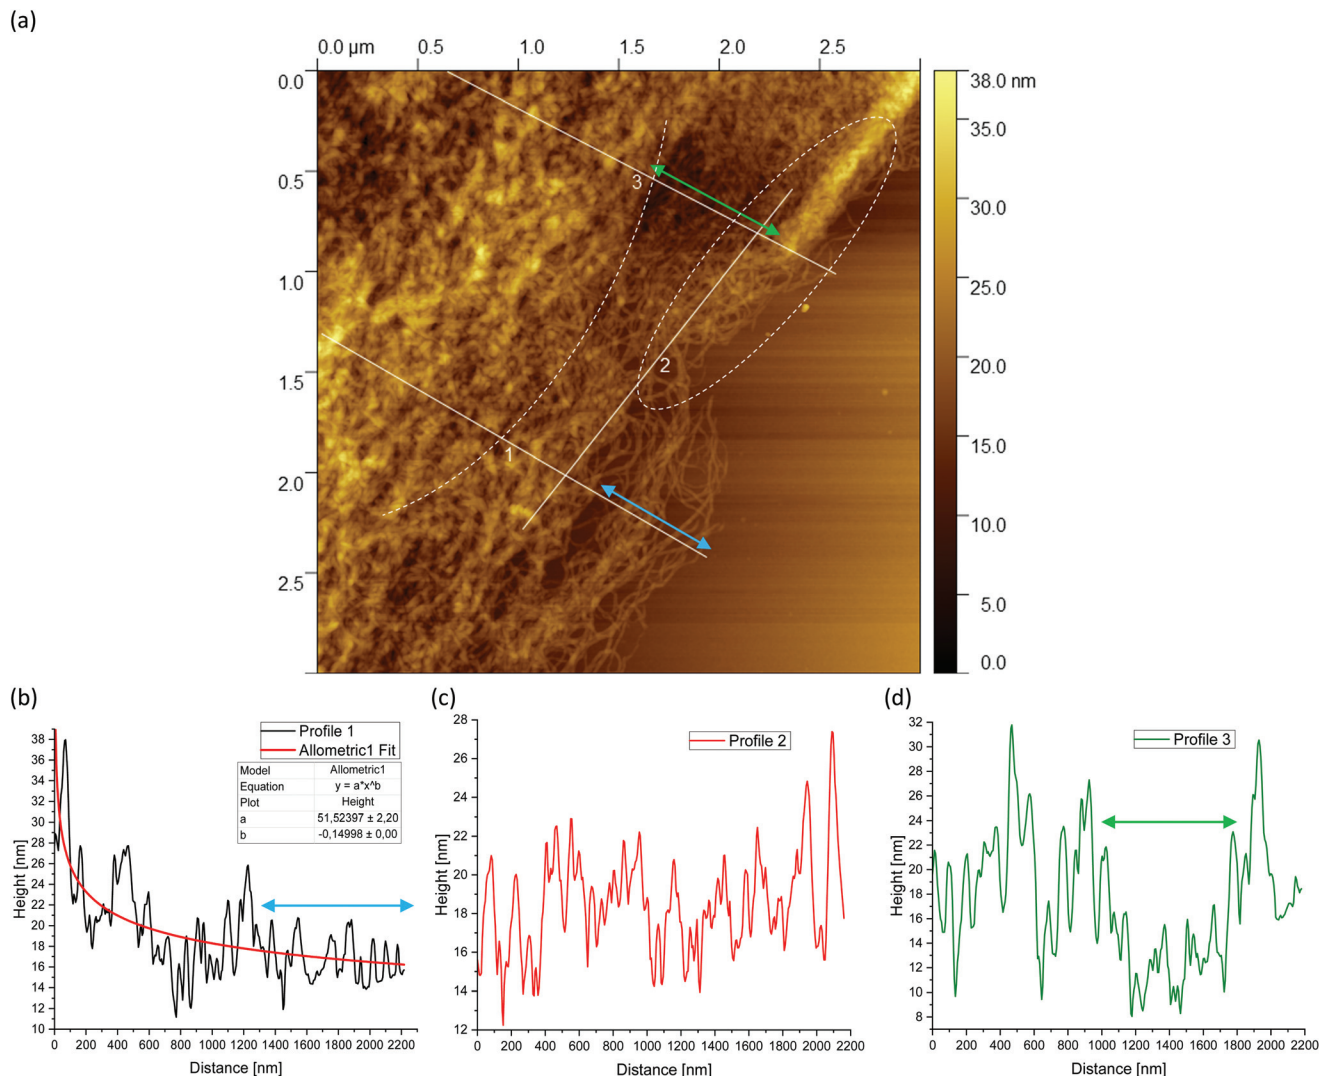 (a)
0.0 µm 0.5 1.0 1.5 2.0 2.5
0.0
0.5
1.0
1.5
2.0
2.5
3
2
1
38.0 nm
35.0
30.0
25.0
20.0
15.0
10.0
5.0
0.0
(b)
Profile 1
Allometric1 Fit
Model Allometric1
Equation y = a*x^b
Plot Height
a 51,52397 ± 2,20
b -0,14998 ± 0,00
Height [nm]
38
36
34
32
30
28
26
24
22
20
18
16
14
12
10
0 200 400 600 800 1000 1200 1400 1600 1800 2000 2200
Distance [nm]
(c)
Profile 2
Height [nm]
28
26
24
22
20
18
16
14
12
0 200 400 600 800 1000 1200 1400 1600 1800 2000 2200
Distance [nm]
(d)
Profile 3
Height [nm]
32
30
28
26
24
22
20
18
16
14
12
10
8
0 200 400 600 800 1000 1200 1400 1600 1800 2000 2200
Distance [nm]